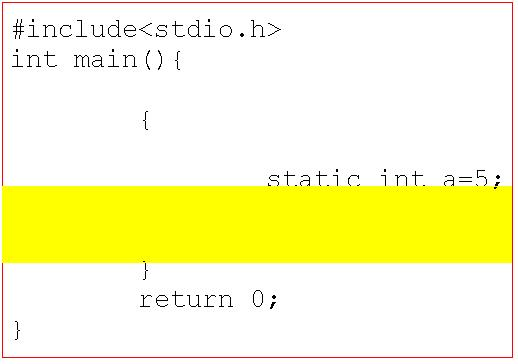 #include<stdio.h>
int main(){
{
static int a=5;
}
return 0;
}